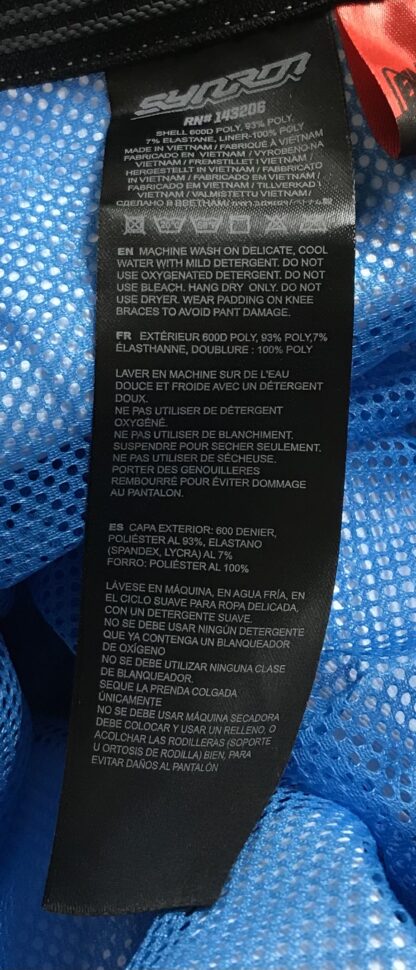 SYNRON
RN# 143206
SHELL 600D POLY, 93% POLY,
7% ELASTANE, LINER-100% POLY
MADE IN VIETNAM / FABRIQUÉ À VIETNAM
FABRICADO EN VIETNAM / VYROBENO NA
VIETNAM / FREMSTILLET I VIETNAM /
HERGESTELLT IN VIETNAM / FABBRICATO
IN VIETNAM / FABRICADO EM VIETNAM /
FABRICADO EM VIETNAM / TILLVERKAD I
VIETNAM / VALMISTETTU VIETNAM /
СДЕЛАНО В ВЬЕТНАМ
EN MACHINE WASH ON DELICATE, COOL
WATER WITH MILD DETERGENT. DO NOT
USE OXYGENATED DETERGENT. DO NOT
USE BLEACH. HANG DRY ONLY. DO NOT
USE DRYER. WEAR PADDING ON KNEE
BRACES TO AVOID PANT DAMAGE.
FR EXTÉRIEUR 600D POLY, 93% POLY,7%
ÉLASTHANNE, DOUBLURE : 100% POLY
LAVER EN MACHINE SUR DE L'EAU
DOUCE ET FROIDE AVEC UN DÉTERGENT
DOUX.
NE PAS UTILISER DE DÉTERGENT
OXYGÉNÉ.
NE PAS UTILISER DE BLANCHIMENT.
SUSPENDRE POUR SECHER SEULEMENT.
NE PAS UTILISER DE SÉCHEUSE.
PORTER DES GENOUILLERES
REMBOURRÉ POUR ÉVITER DOMMAGE
AU PANTALON.
ES CAPA EXTERIOR: 600 DENIER,
POLIÉSTER AL 93%, ELASTANO
(SPANDEX, LYCRA) AL 7%
FORRO: POLIÉSTER AL 100%
LÁVESE EN MÁQUINA, EN AGUA FRÍA, EN
EL CICLO SUAVE PARA ROPA DELICADA,
CON UN DETERGENTE SUAVE.
NO SE DEBE USAR NINGÚN DETERGENTE
QUE YA CONTENGA UN BLANQUEADOR
DE OXÍGENO
NO SE DEBE UTILIZAR NINGUNA CLASE
DE BLANQUEADOR.
SEQUE LA PRENDA COLGADA
ÚNICAMENTE
NO SE DEBE USAR MÁQUINA SECADORA
DEBE COLOCAR Y USAR UN RELLENO, O
ACOLCHAR LAS RODILLERAS (SOPORTE
U ORTOSIS DE RODILLA) BIEN, PARA
EVITAR DAÑOS AL PANTALÓN